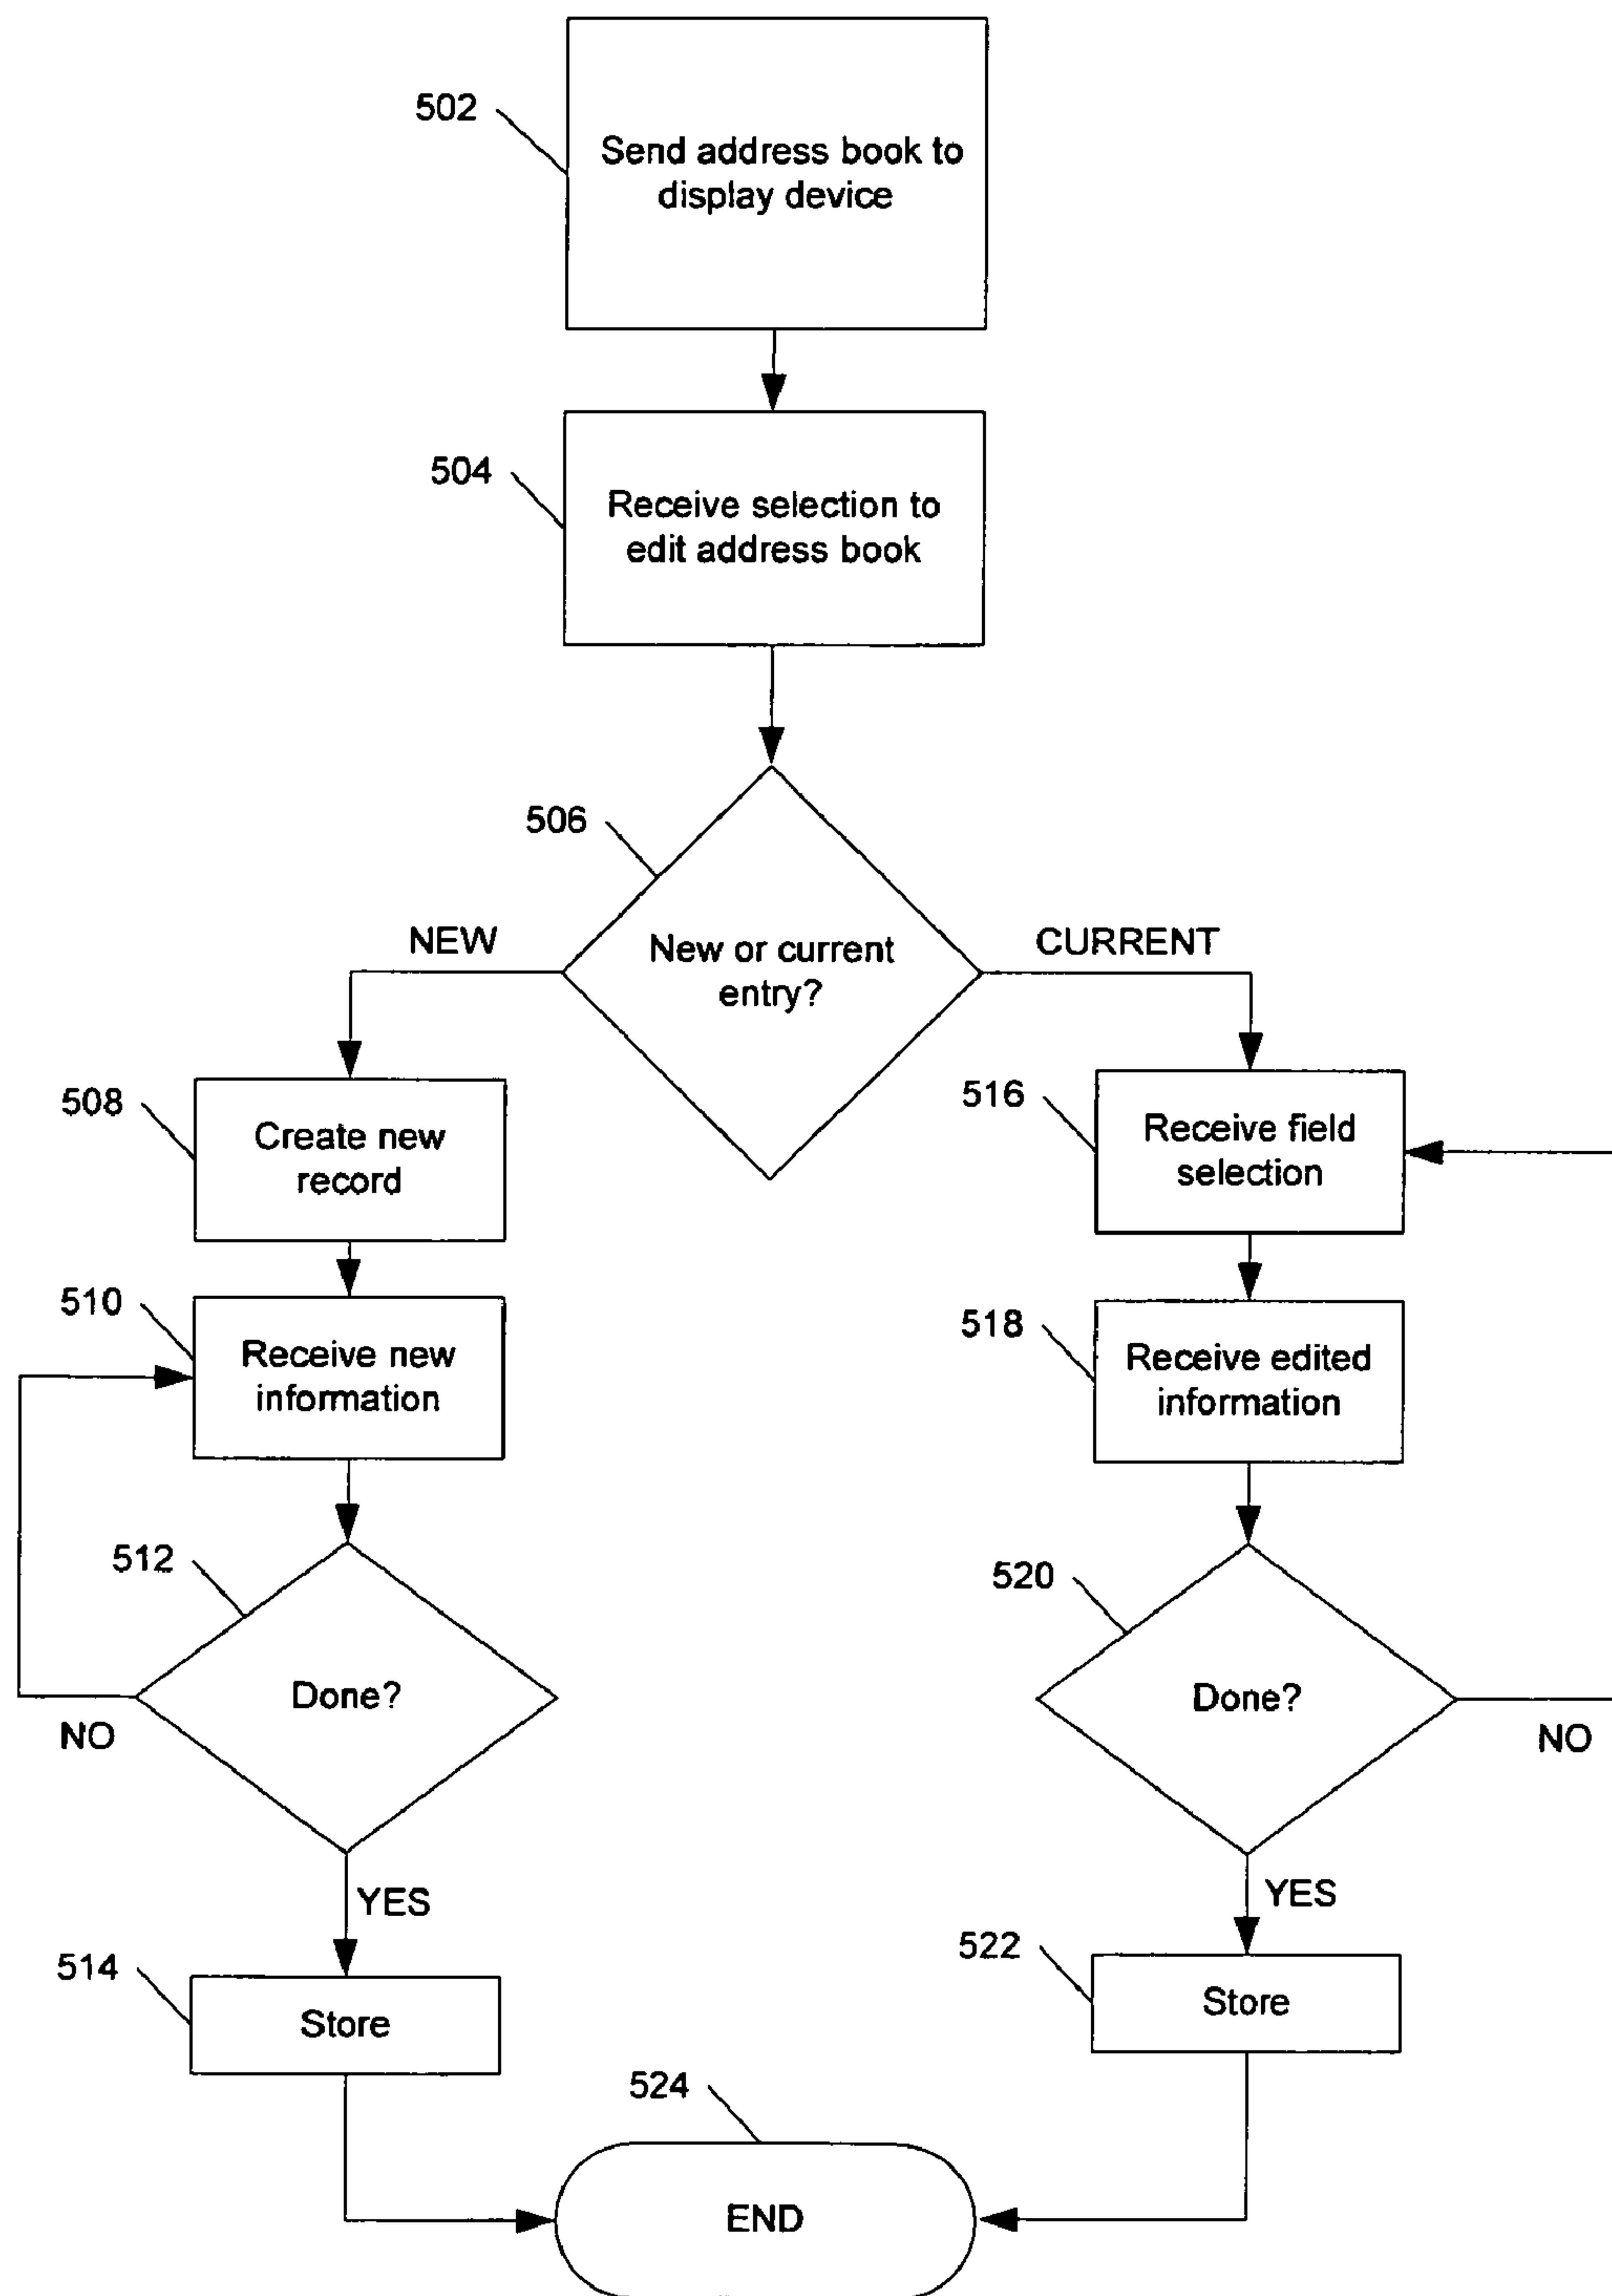 502
Send address book to
display device
504
Receive selection to
edit address book
506
New or current
entry?
NEW
CURRENT
508
Create new
record
516
Receive field
selection
510
Receive new
information
518
Receive edited
information
512
Done?
NO
520
Done?
NO
YES
YES
514
Store
522
Store
524
END